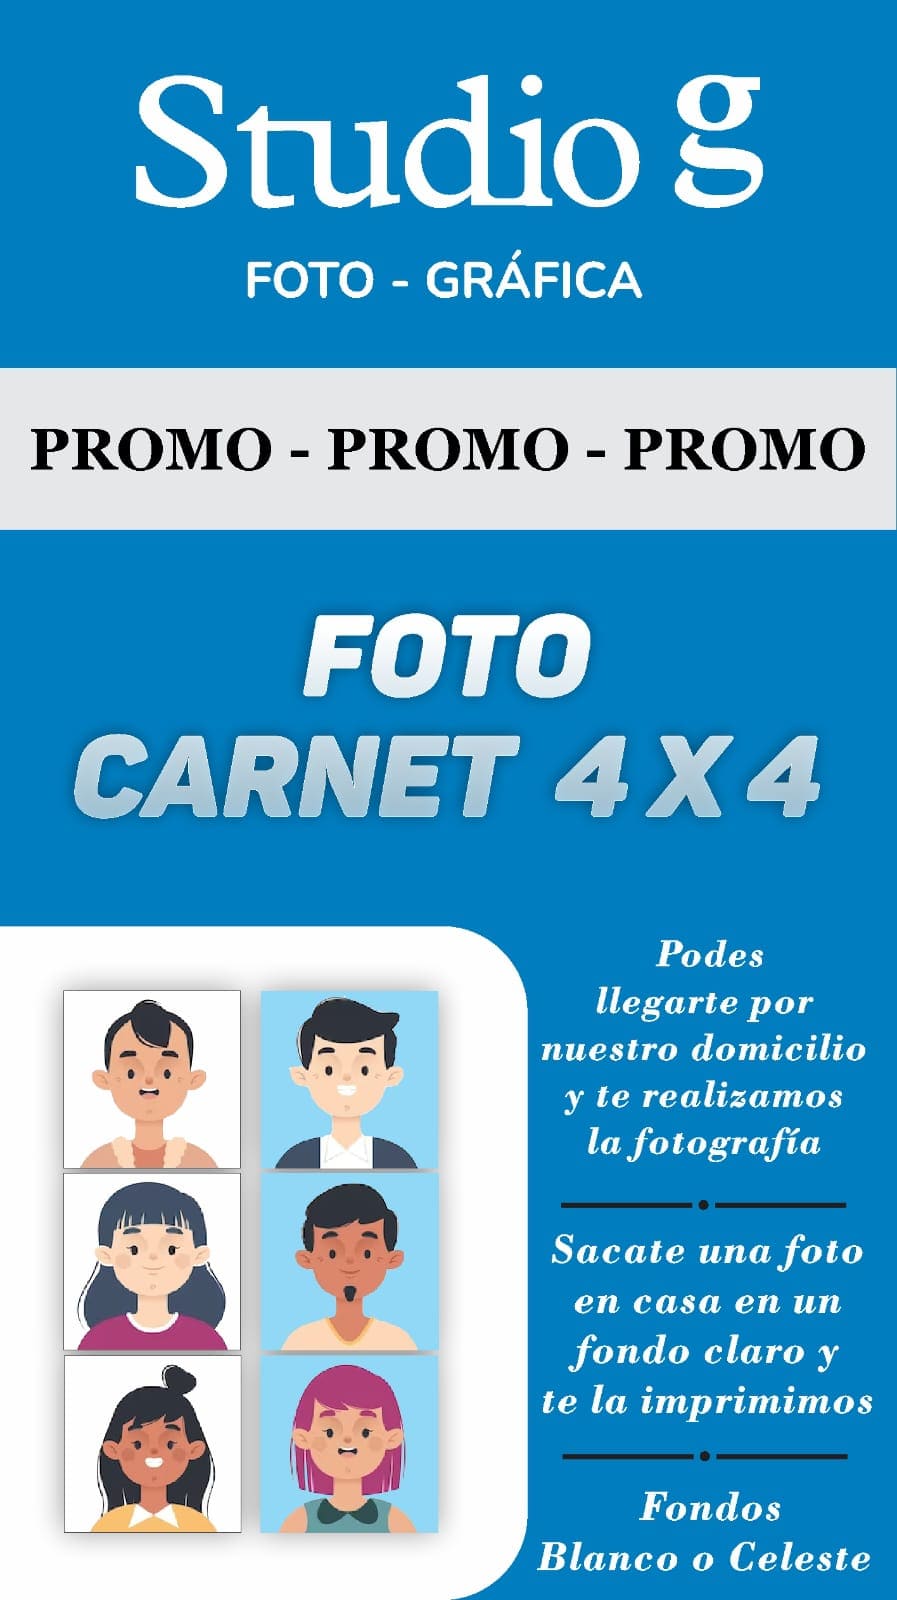 Studio g
FOTO - GRÁFICA
PROMO - PROMO - PROMO
FOTO
CARNET 4 X 4
Podes
llegarte por
nuestro domicilio
y te realizamos
la fotografía
Sacate una foto
en casa en un
fondo claro y
te la imprimimos
Fondos
Blanco o Celeste